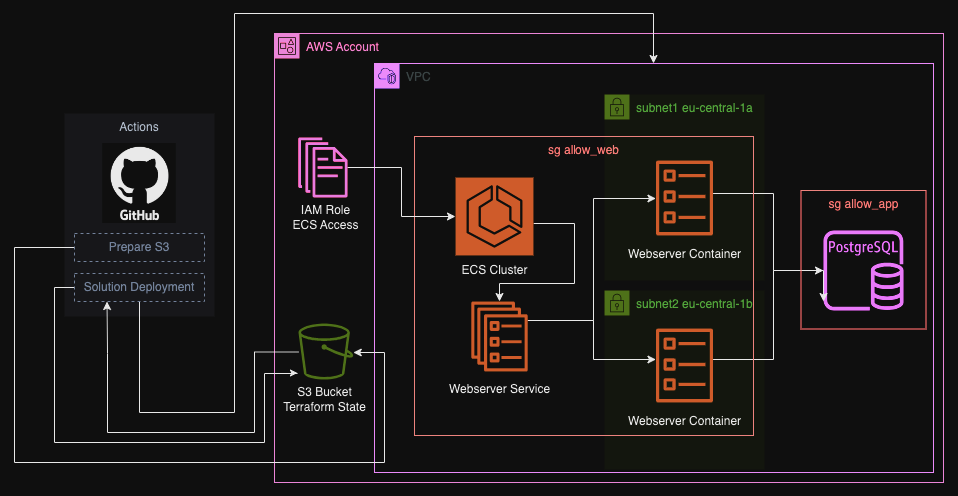 AWS Account
VPC
subnet1 eu-central-1a
Actions
GitHub
Prepare S3
Solution Deployment
sg allow_web
IAM Role
ECS Access
ECS Cluster
Webserver Container
sg allow_app
PostgreSQL
subnet2 eu-central-1b
Webserver Service
S3 Bucket
Terraform State
Webserver Container